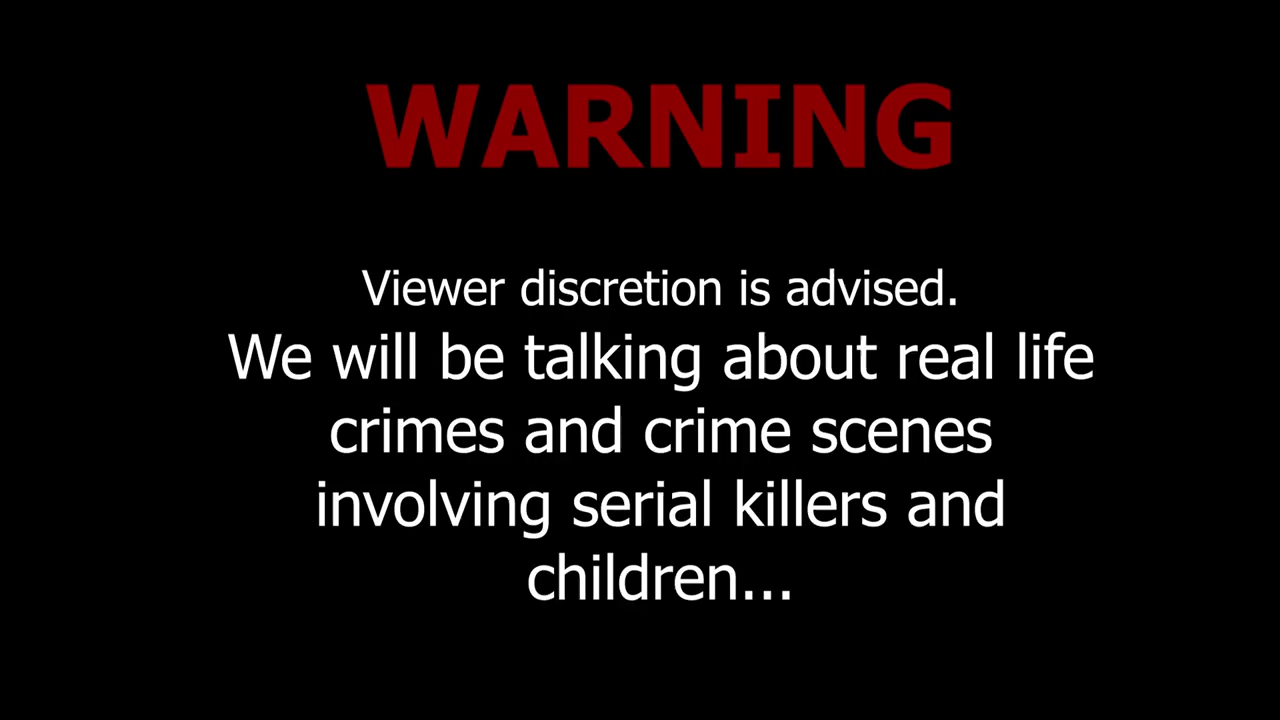 WARNING
Viewer discretion is advised.
We will be talking about real life
crimes and crime scenes
involving serial killers and
children...